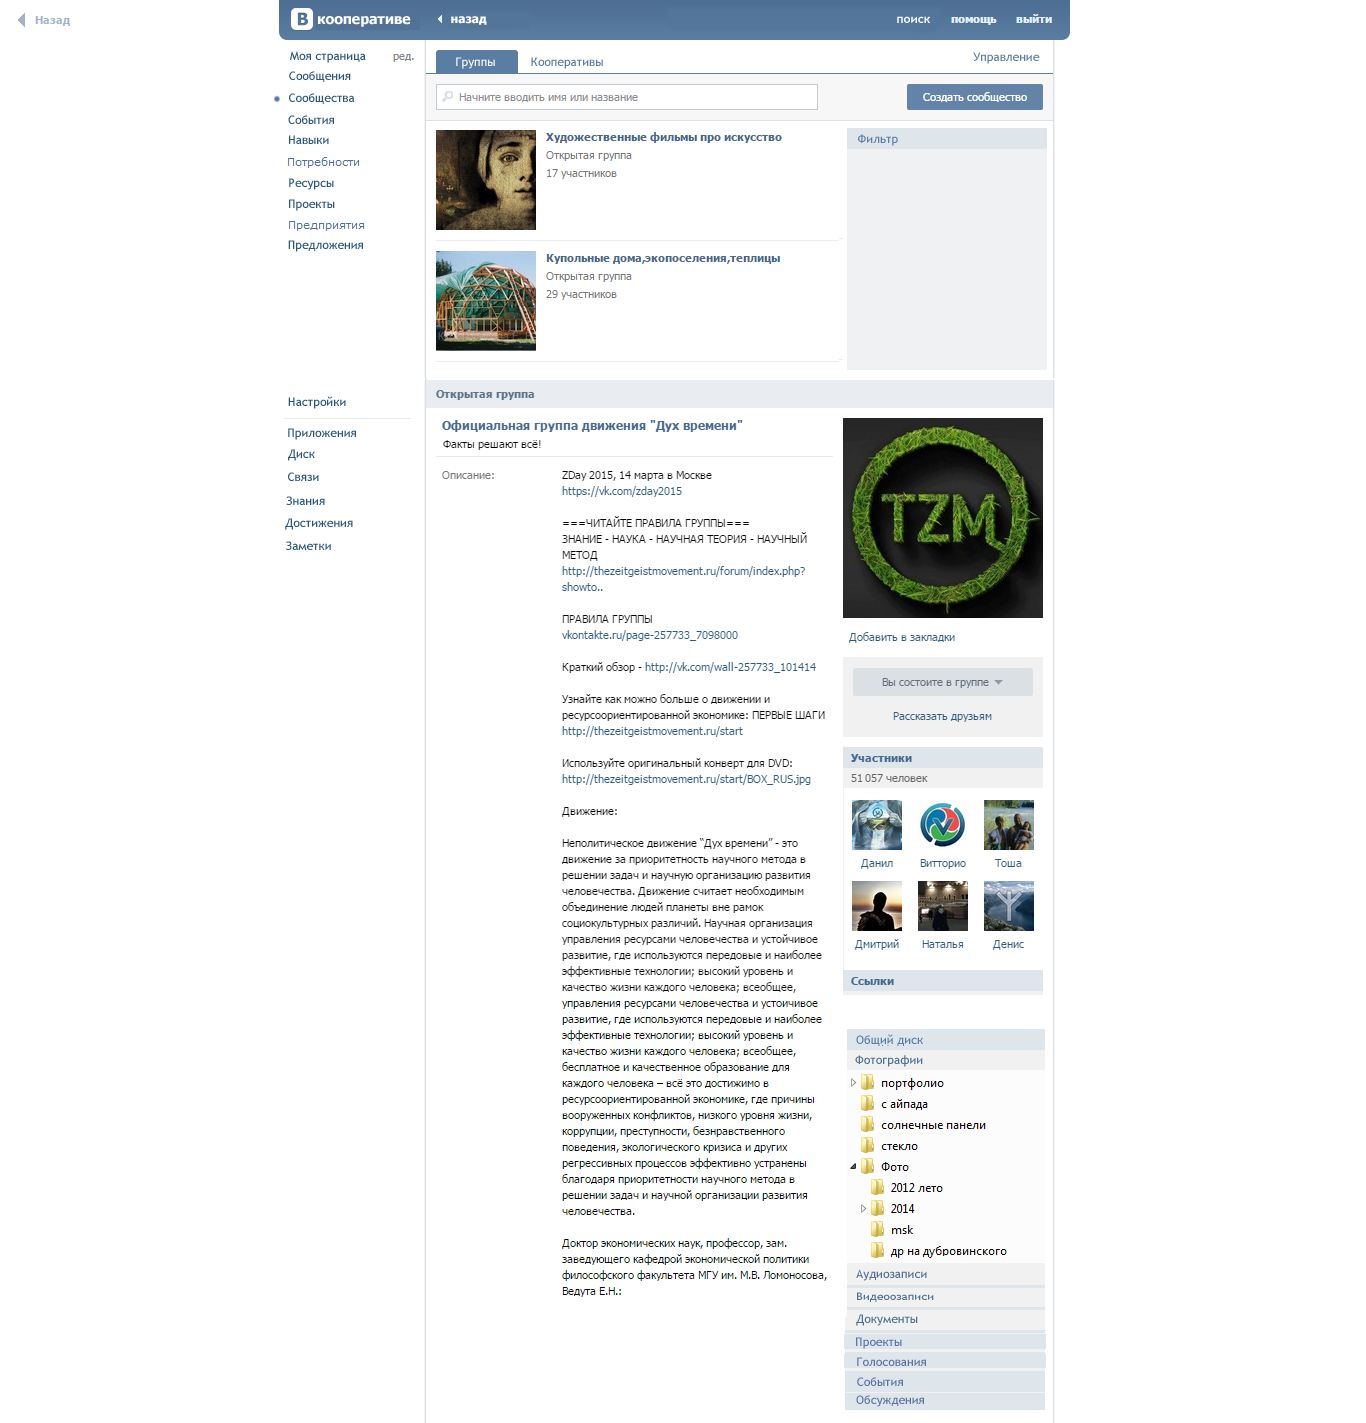 Назад
В кооперативе
назад
поиск
помощь
выйти
Моя страница
ред.
Сообщения
Сообщества
События
Навыки
Потребности
Ресурсы
Проекты
Предприятия
Предложения
Настройки
Приложения
Диск
Связи
Знания
Достижения
Заметки
Группы
Кооперативы
Управление
Начните вводить имя или название
Создать сообщество
Художественные фильмы про искусство
Открытая группа
17 участников
Купольные дома,экопоселения,теплицы
Открытая группа
29 участников
Фильтр
Открытая группа
Официальная группа движения "Дух времени"
Факты решают всё!
Описание:
ZDay 2015, 14 марта в Москве
https://vk.com/zday2015
===ЧИТАЙТЕ ПРАВИЛА ГРУППЫ===
ЗНАНИЕ - НАУКА - НАУЧНАЯ ТЕОРИЯ - НАУЧНЫЙ
МЕТОД
http://thezeitgeistmovement.ru/forum/index.php?
showto..
ПРАВИЛА ГРУППЫ
vkontakte.ru/page-257733_7098000
Краткий обзор - http://vk.com/wall-257733_101414
Узнайте как можно больше о движении и
ресурсоориентированной экономике: ПЕРВЫЕ ШАГИ
http://thezeitgeistmovement.ru/start
Используйте оригинальный конверт для DVD:
http://thezeitgeistmovement.ru/start/BOX_RUS.jpg
Движение:
Неполитическое движение “Дух времени” - это
движение за приоритетность научного метода в
решении задач и научную организацию развития
человечества. Движение считает необходимым
объединение людей планеты вне рамок
социокультурных различий. Научная организация
управления ресурсами человечества и устойчивое
развитие, где используются передовые и наиболее
эффективные технологии; высокий уровень и
качество жизни каждого человека; всеобщее,
управления ресурсами человечества и устойчивое
развитие, где используются передовые и наиболее
эффективные технологии; высокий уровень и
качество жизни каждого человека; всеобщее,
бесплатное и качественное образование для
каждого человека – всё это достижимо в
ресурсоориентированной экономике, где причины
вооруженных конфликтов, низкого уровня жизни,
коррупции, преступности, безнравственного
поведения, экологического кризиса и других
регрессивных процессов эффективно устранены
благодаря приоритетности научного метода в
решении задач и научной организации развития
человечества.
Доктор экономических наук, профессор, зам.
заведующего кафедрой экономической политики
философского факультета МГУ им. М.В. Ломоносова,
Ведута Е.Н.:
TZM
Добавить в закладки
Вы состоите в группе
Рассказать друзьям
Участники
51 057 человек
Данил
Витторио
Тоша
Дмитрий
Наталья
Денис
Ссылки
Общий диск
Фотографии
портфолио
с айпада
солнечные панели
стекло
Фото
2012 лето
2014
msk
др на дубровинского
Аудиозаписи
Видеоозаписи
Документы
Проекты
Голосования
События
Обсуждения